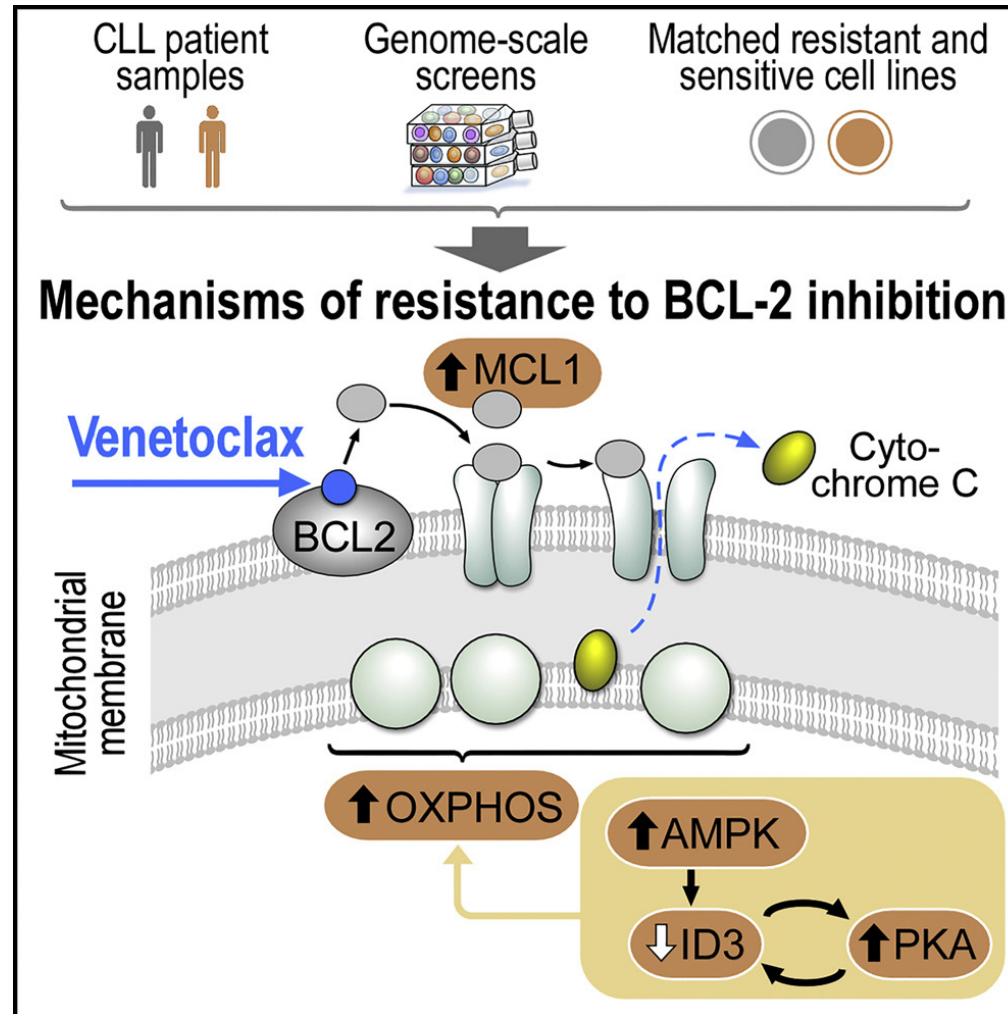 CLL patient
samples
Genome-scale
screens
Matched resistant and
sensitive cell lines
Mechanisms of resistance to BCL-2 inhibition
MCL1
Venetoclax
BCL2
Cyto-
chrome C
Mitochondrial
membrane
OXPHOS
AMPK
ID3
PKA